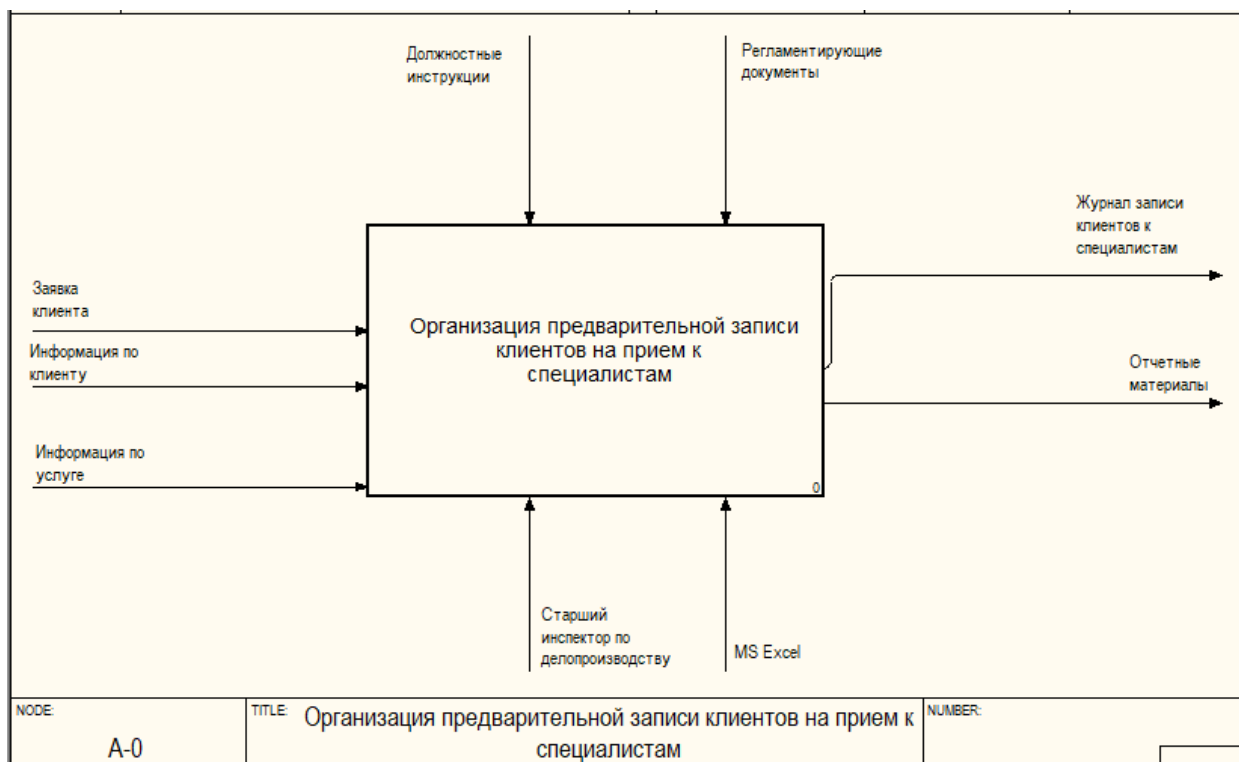 Должностные
инструкции
Регламентирующие
документы
Журнал записи
клиентов к
специалистам
Заявка
клиента
Организация предварительной записи
клиентов на прием к
специалистам
Информация по
клиенту
Отчетные
материалы
Информация по
услуге
0
Старший
инспектор по
делопроизводству
MS Excel
NODE:
A-0
TITLE:
Организация предварительной записи клиентов на прием к
специалистам
NUMBER: